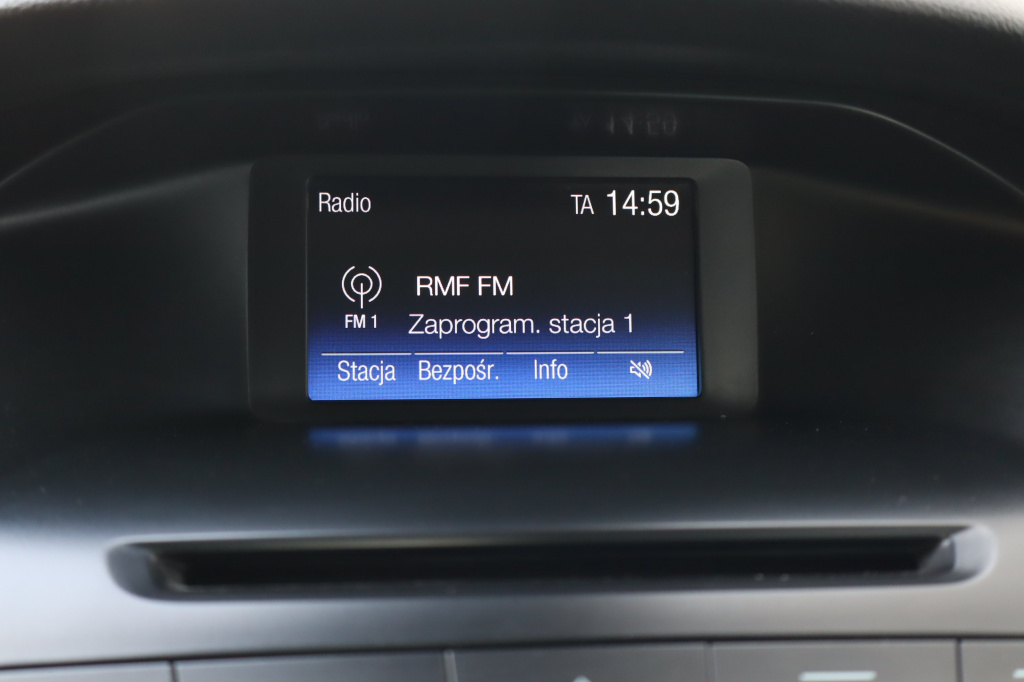 Radio TA 14:59
RMF FM
FM 1
Zaprogram. stacja 1
Stacja Bezpośr. Info